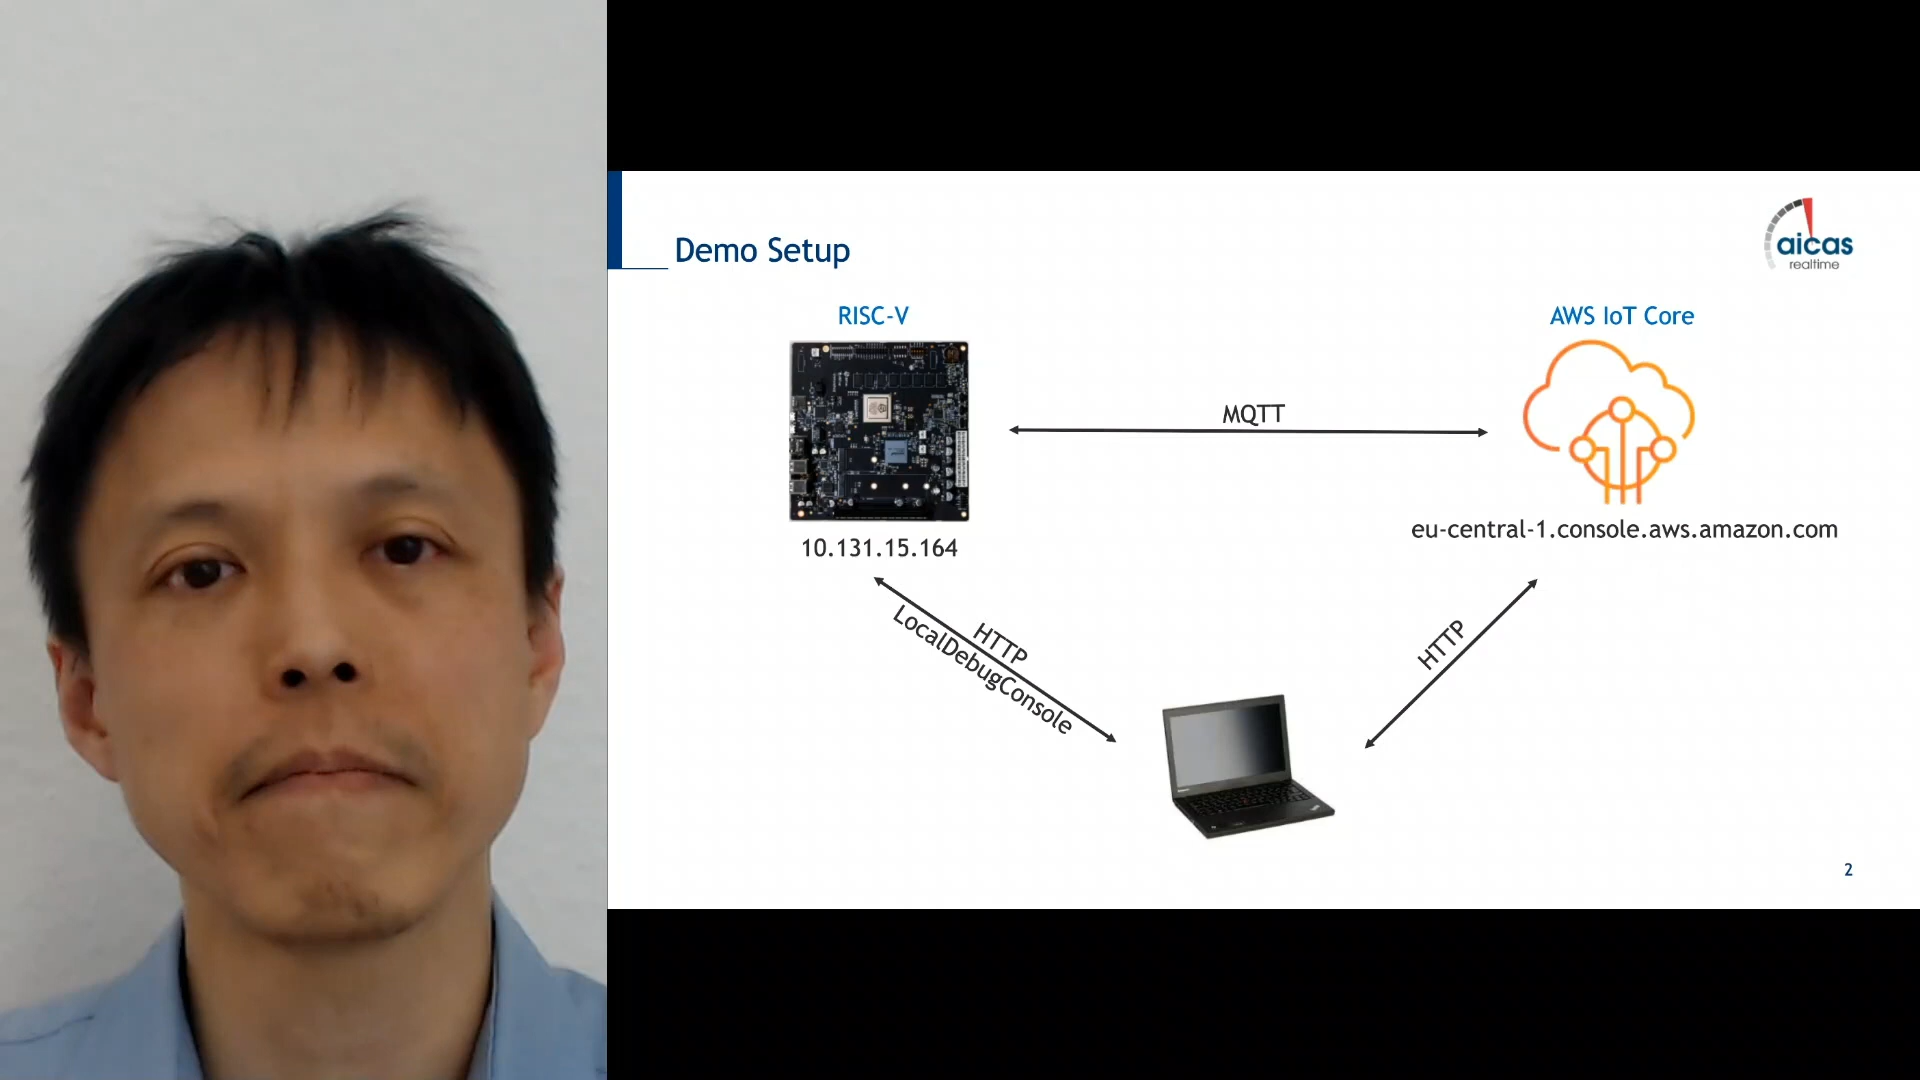 Demo Setup
aicas
realtime
RISC-V
AWS IoT Core
MQTT
eu-central-1.console.aws.amazon.com
10.131.15.164
HTTP
LocalDebugConsole
HTTP
2